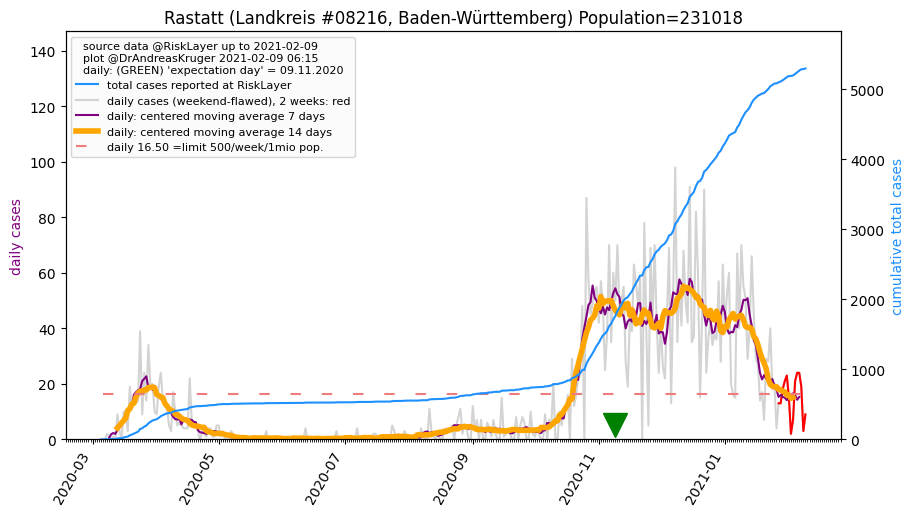 Rastatt (Landkreis #08216, Baden-Württemberg) Population=231018
source data @RiskLayer up to 2021-02-09
plot @DrAndreasKruger 2021-02-09 06:15
daily: (GREEN) 'expectation day' = 09.11.2020
total cases reported at RiskLayer
daily cases (weekend-flawed), 2 weeks: red
daily: centered moving average 7 days
daily: centered moving average 14 days
daily 16.50 =limit 500/week/1mio pop.
daily cases
140
120
100
80
60
40
20
0
cumulative total cases
5000
4000
3000
2000
1000
0
2020-03
2020-05
2020-07
2020-09
2020-11
2021-01